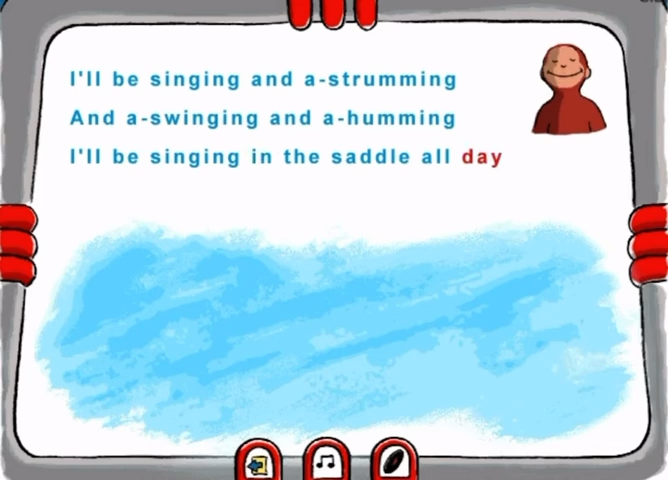 I'll be singing and a-strumming
And a-swinging and a-humming
I'll be singing in the saddle all day